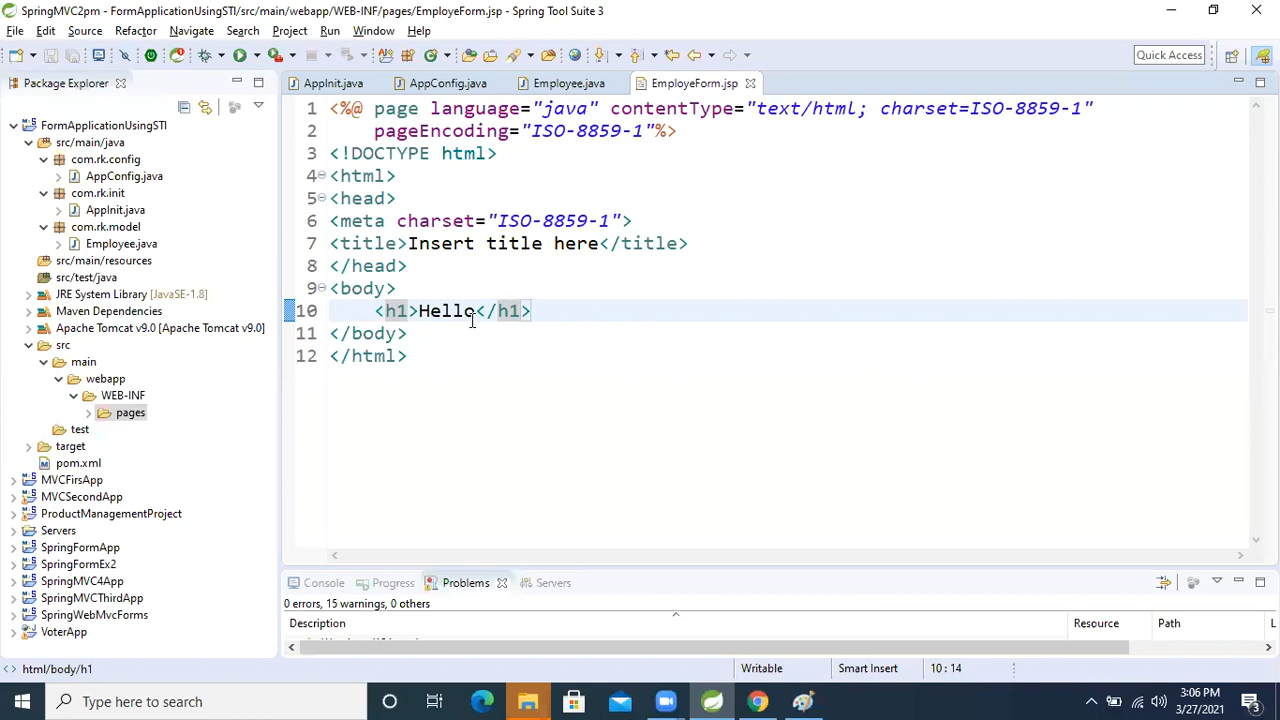 SpringMVC2pm - FormApplicationUsingSTI/src/main/webapp/WEB-INF/pages/EmployeForm.jsp - Spring Tool Suite 3
File Edit Source Refactor Navigate Search Project Run Window Help
Quick Access
Package Explorer
AppInit.java AppConfig.java Employee.java EmployeForm.jsp
FormApplicationUsingSTI
src/main/java
com.rk.config
AppConfig.java
com.rk.init
AppInit.java
com.rk.model
Employee.java
src/main/resources
src/test/java
JRE System Library [JavaSE-1.8]
Maven Dependencies
Apache Tomcat v9.0 [Apache Tomcat v9.0]
src
main
webapp
WEB-INF
pages
test
target
pom.xml
MVCFirsApp
MVCSecondApp
ProductManagementProject
Servers
SpringFormApp
SpringFormEx2
SpringMVC4App
SpringMVCThirdApp
SpringWebMvcForms
VoterApp
1 <%@ page language="java" contentType="text/html; charset=ISO-8859-1"
2 pageEncoding="ISO-8859-1"%>
3 <!DOCTYPE html>
4 <html>
5 <head>
6 <meta charset="ISO-8859-1">
7 <title>Insert title here</title>
8 </head>
9 <body>
10 <h1>Hello</h1>
11 </body>
12 </html>
Console Progress Problems Servers
0 errors, 15 warnings, 0 others
Description Resource Path L
html/body/h1 Writable Smart Insert 10 : 14
Type here to search
3:06 PM
3/27/2021
3